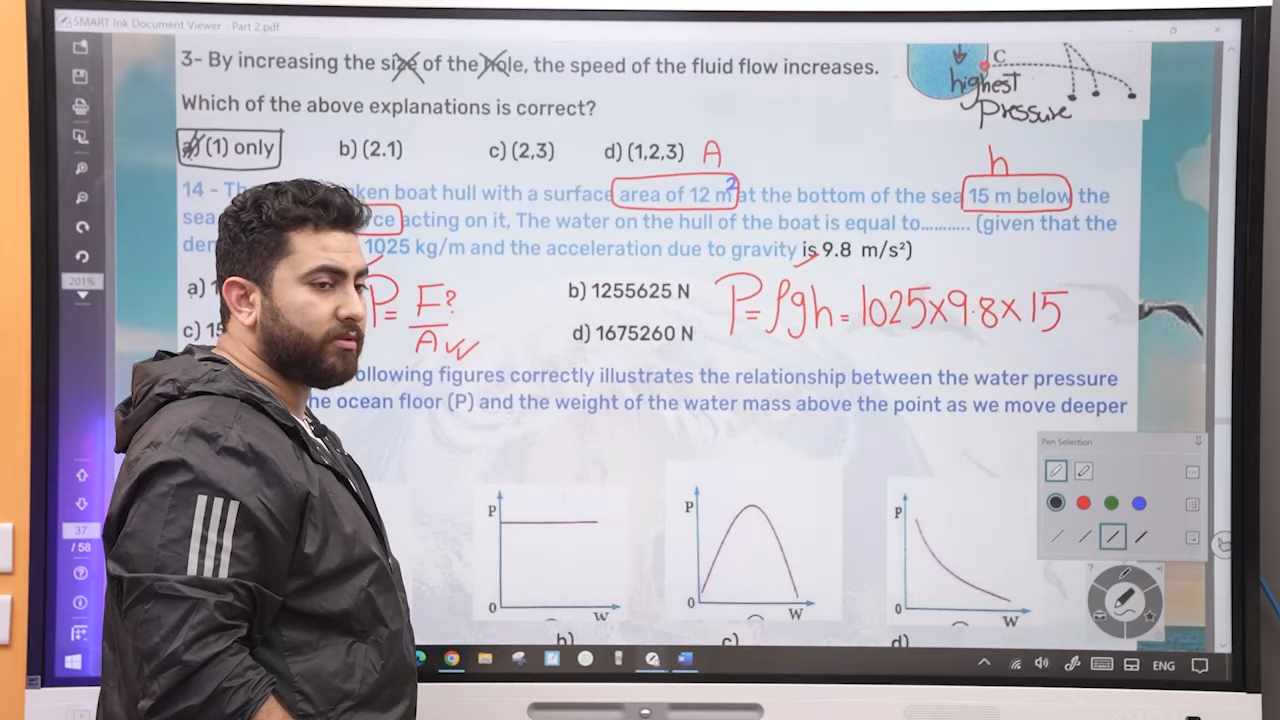 SMART Ink Document Viewer - Part 2.pdf
3- By increasing the size of the hole, the speed of the fluid flow increases.
C
highest
pressure
Which of the above explanations is correct?
a) (1) only b) (2.1) c) (2,3) d) (1,2,3) A
h
14 - ken boat hull with a surface area of 12 m2 at the bottom of the sea 15 m below the
sea ce acting on it, The water on the hull of the boat is equal to........... (given that the
den 1025 kg/m and the acceleration due to gravity is 9.8 m/s²)
a) 1 b) 1255625 N
P = F? / A
P = ρgh = 1025×9.8×15
c) 15 d) 1675260 N
ollowing figures correctly illustrates the relationship between the water pressure
he ocean floor (P) and the weight of the water mass above the point as we move deeper
Pen Selection
201%
37
/ 58
P 0 W
P 0 W
P 0 W
b) c) d)
ENG